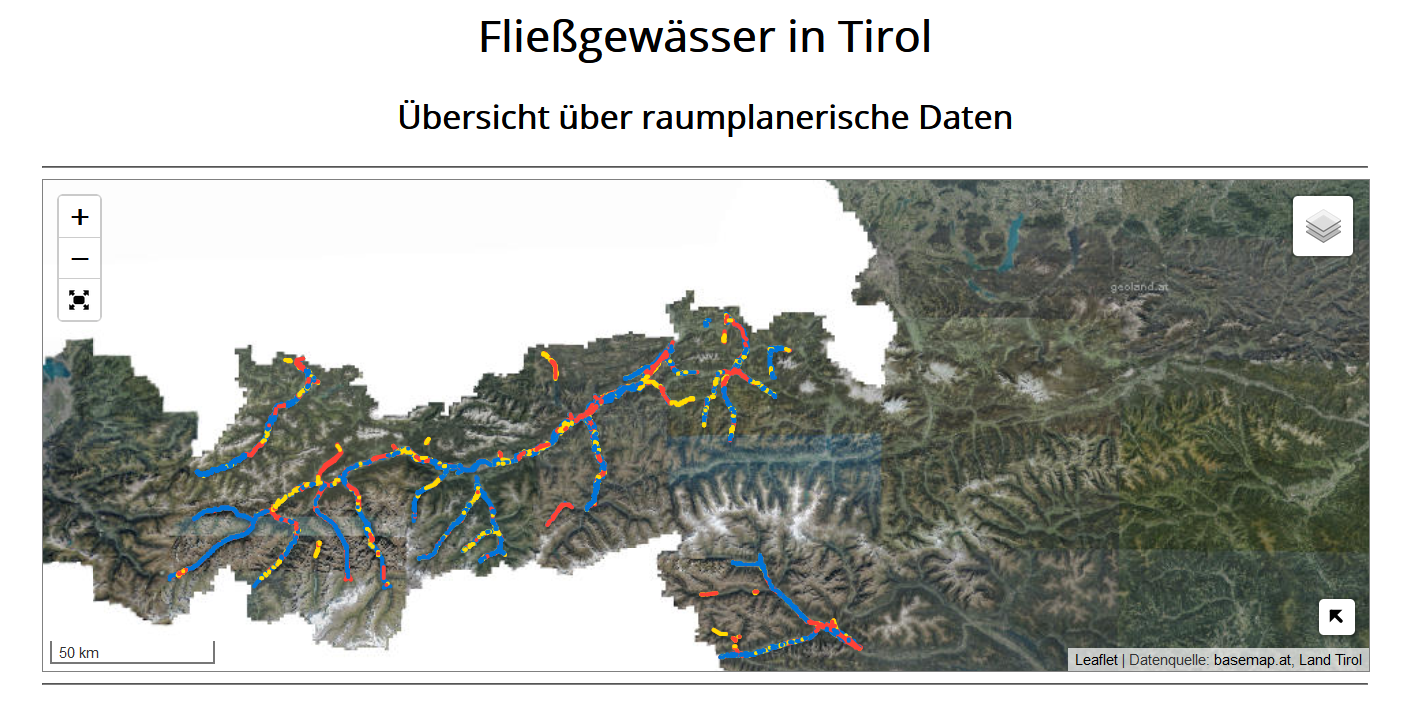 Fließgewässer in Tirol
Übersicht über raumplanerische Daten
+
−
geoland.at
50 km
Leaflet | Datenquelle: basemap.at, Land Tirol